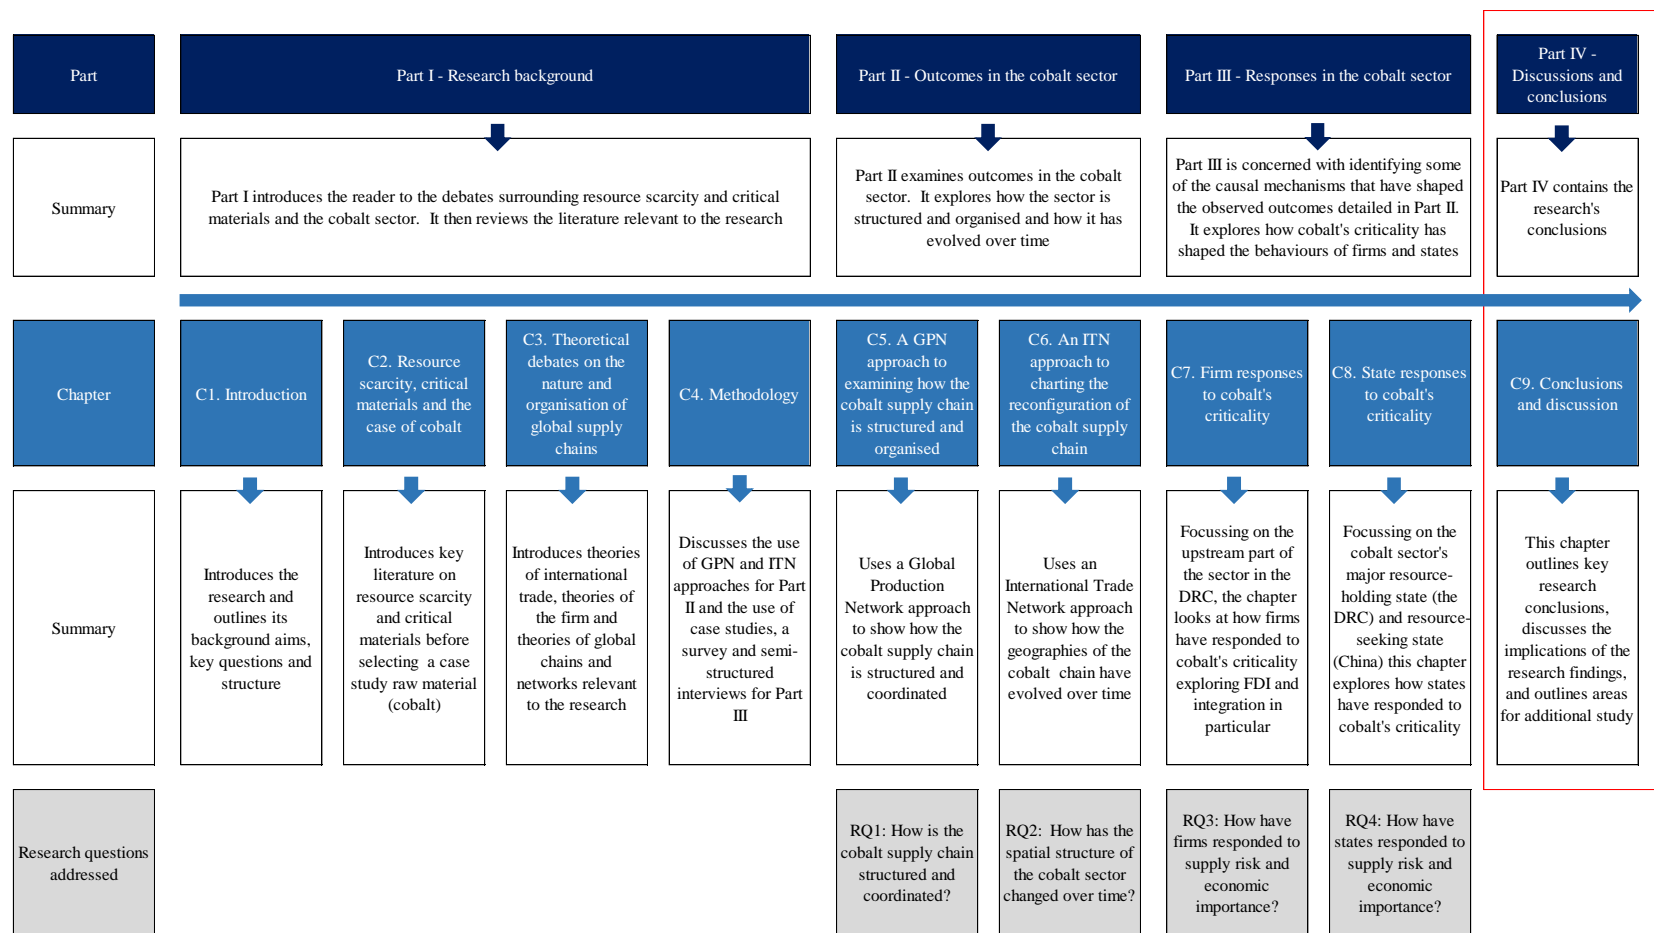 Part
Part I - Research background
Part II - Outcomes in the cobalt sector
Part III - Responses in the cobalt sector
Part IV -
Discussions and
conclusions
Summary
Part I introduces the reader to the debates surrounding resource scarcity and critical
materials and the cobalt sector.  It then reviews the literature relevant to the research
Part II examines outcomes in the cobalt
sector.  It explores how the sector is
structured and organised and how it has
evolved over time
Part III is concerned with identifying some
of the causal mechanisms that have shaped
the observed outcomes detailed in Part II.
It explores how cobalt's criticality has
shaped the behaviours of firms and states
Part IV contains the
research's
conclusions
Chapter
C1. Introduction
C2. Resource
scarcity, critical
materials and the
case of cobalt
C3. Theoretical
debates on the
nature and
organisation of
global supply
chains
C4. Methodology
C5. A GPN
approach to
examining how the
cobalt supply chain
is structured and
organised
C6. An ITN
approach to
charting the
reconfiguration of
the cobalt supply
chain
C7. Firm responses
to cobalt's
criticality
C8. State responses
to cobalt's
criticality
C9. Conclusions
and discussion
Summary
Introduces the
research and
outlines its
background aims,
key questions and
structure
Introduces key
literature on
resource scarcity
and critical
materials before
selecting  a case
study raw material
(cobalt)
Introduces theories
of international
trade, theories of
the firm and
theories of global
chains and
networks relevant
to the research
Discusses the use
of GPN and ITN
approaches for Part
II and the use of
case studies, a
survey and semi-
structured
interviews for Part
III
Uses a Global
Production
Network approach
to show how the
cobalt supply chain
is structured and
coordinated
Uses an
International Trade
Network approach
to show how the
geographies of the
cobalt  chain have
evolved over time
Focussing on the
upstream part of
the sector in the
DRC, the chapter
looks at how firms
have responded to
cobalt's criticality
exploring FDI and
integration in
particular
Focussing on the
cobalt sector's
major resource-
holding state (the
DRC) and resource-
seeking state
(China) this chapter
explores how states
have responded to
cobalt's criticality
This chapter
outlines key
research
conclusions,
discusses the
implications of the
research findings,
and outlines areas
for additional study
Research questions
addressed
RQ1: How is the
cobalt supply chain
structured and
coordinated?
RQ2:  How has the
spatial structure of
the cobalt sector
changed over time?
RQ3: How have
firms responded to
supply risk and
economic
importance?
RQ4: How have
states responded to
supply risk and
economic
importance?